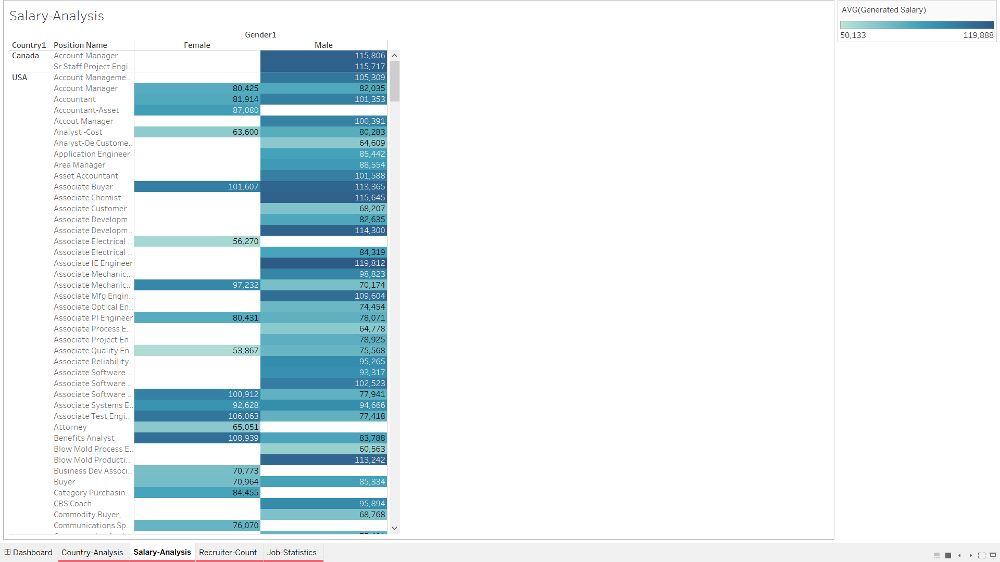 Salary-Analysis
AVG(Generated Salary)
50,133 119,888
Gender1
Country1 Position Name Female Male
Canada Account Manager 115,806
Sr Staff Project Engi.. 115,717
USA Account Manageme.. 105,309
Account Manager 80,425 82,035
Accountant 81,914 101,353
Accountant-Asset 87,080
Accout Manager 100,391
Analyst -Cost 63,600 80,283
Analyst-Oe Custome.. 64,609
Application Engineer 85,442
Area Manager 88,554
Asset Accountant 101,588
Associate Buyer 101,607 113,365
Associate Chemist 115,645
Associate Customer .. 68,207
Associate Developm.. 82,635
Associate Developm.. 114,300
Associate Electrical .. 56,270
Associate Electrical .. 84,319
Associate IE Engineer 119,812
Associate Mechanic.. 98,823
Associate Mechanic.. 97,232 70,174
Associate Mfg Engin.. 109,604
Associate Optical En.. 74,454
Associate PI Engineer 80,431 78,071
Associate Process E.. 64,778
Associate Project En.. 78,925
Associate Quality En.. 53,867 75,568
Associate Reliability.. 95,265
Associate Software .. 93,317
Associate Software .. 102,523
Associate Software .. 100,912 77,941
Associate Systems E.. 92,628 94,666
Associate Test Engi.. 106,063 77,418
Attorney 65,051
Benefits Analyst 108,939 83,788
Blow Mold Process E.. 60,563
Blow Mold Producti.. 113,242
Business Dev Associ.. 70,773
Buyer 70,964 85,334
Category Purchasin.. 84,455
CBS Coach 95,894
Commodity Buyer, .. 68,768
Communications Sp.. 76,070
Dashboard Country-Analysis Salary-Analysis Recruiter-Count Job-Statistics